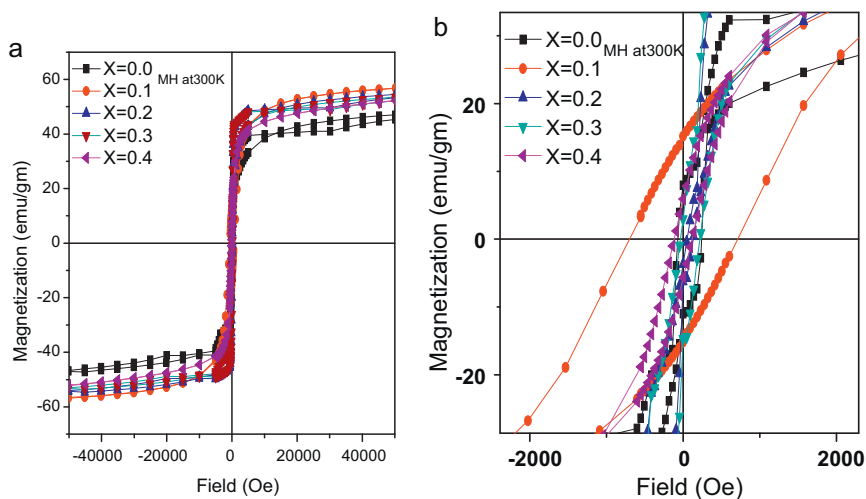 a
X=0.0 MH at300K
X=0.1
X=0.2
X=0.3
X=0.4
60
40
20
0
-20
-40
-60
-40000 -20000 0 20000 40000
Magnetization (emu/gm)
Field (Oe)
b
X=0.0 MH at300K
X=0.1
X=0.2
X=0.3
X=0.4
20
0
-20
-2000 0 2000
Magnetization (emu/gm)
Field (Oe)